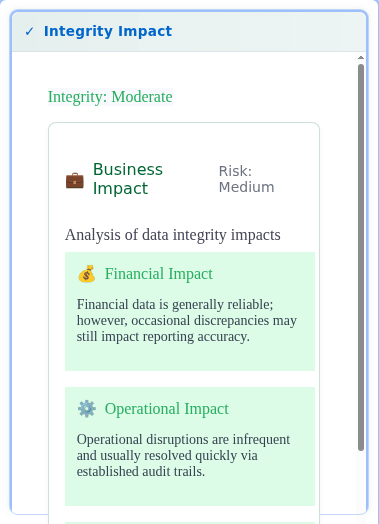 ✓ Integrity Impact
Integrity: Moderate
Business
Impact
Risk:
Medium
Analysis of data integrity impacts
Financial Impact
Financial data is generally reliable;
however, occasional discrepancies may
still impact reporting accuracy.
Operational Impact
Operational disruptions are infrequent
and usually resolved quickly via
established audit trails.